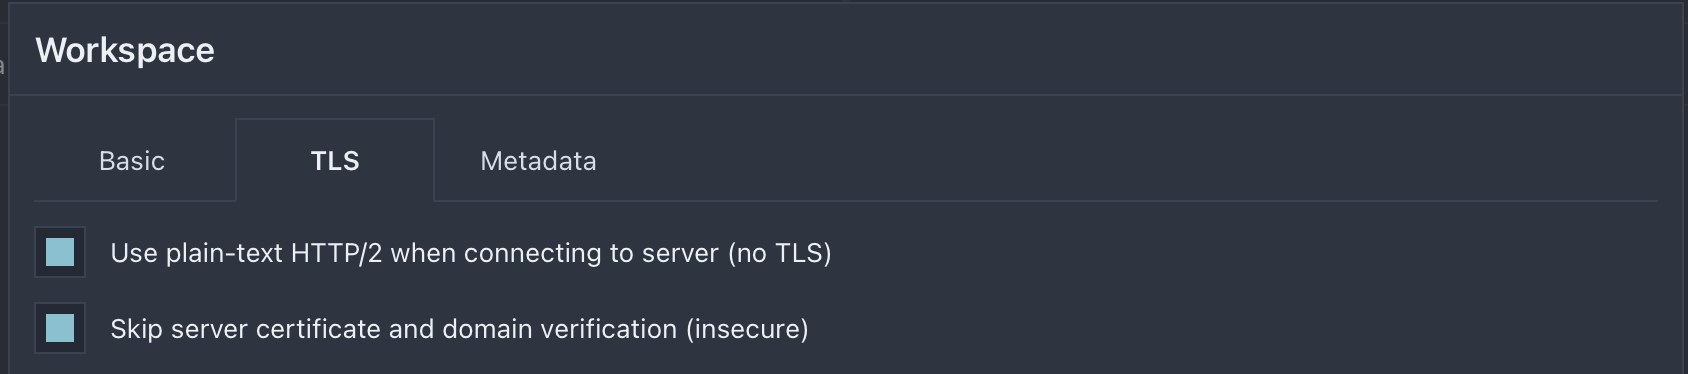 Workspace
Basic TLS Metadata
Use plain-text HTTP/2 when connecting to server (no TLS)
Skip server certificate and domain verification (insecure)